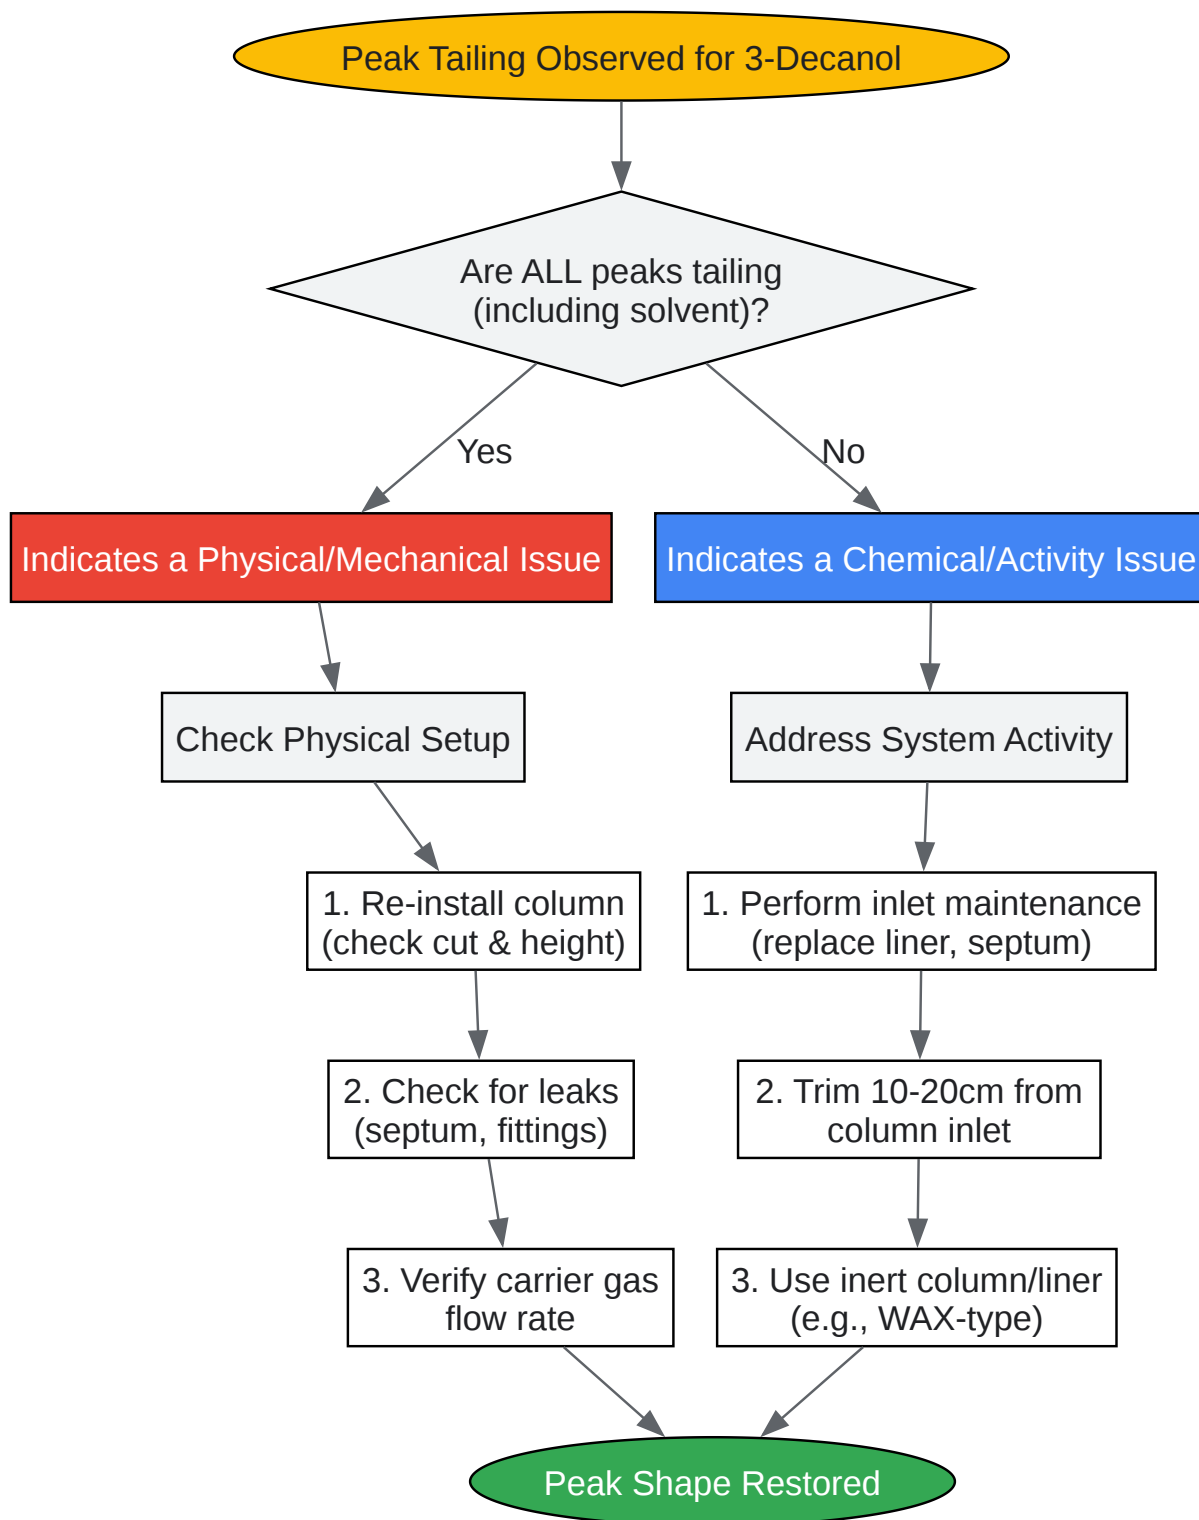 Peak Tailing Observed for 3-Decanol
Are ALL peaks tailing
(including solvent)?
Yes
No
Indicates a Physical/Mechanical Issue
Indicates a Chemical/Activity Issue
Check Physical Setup
Address System Activity
1. Re-install column
(check cut & height)
1. Perform inlet maintenance
(replace liner, septum)
2. Check for leaks
(septum, fittings)
2. Trim 10-20cm from
column inlet
3. Verify carrier gas
flow rate
3. Use inert column/liner
(e.g., WAX-type)
Peak Shape Restored